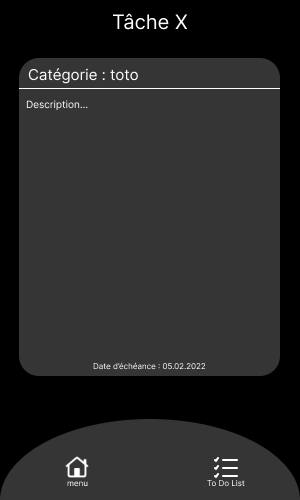 Tâche X
Catégorie : toto
Description...
Date d'échéance : 05.02.2022
menu
To Do List